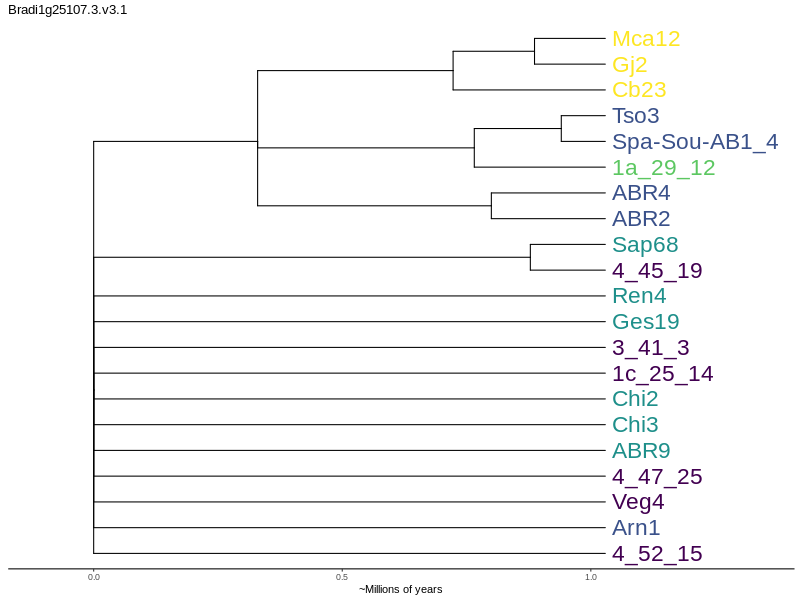 Bradi1g25107.3.v3.1
Mca12
Gj2
Cb23
Tso3
Spa-Sou-AB1_4
1a_29_12
ABR4
ABR2
Sap68
4_45_19
Ren4
Ges19
3_41_3
1c_25_14
Chi2
Chi3
ABR9
4_47_25
Veg4
Arn1
4_52_15
0.0 0.5 1.0
~Millions of years